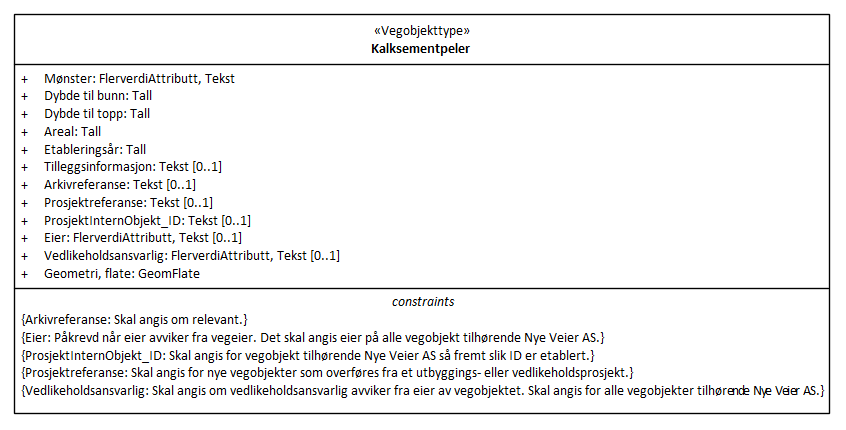 «Vegobjekttype»
Kalksementpeler
+ Mønster: FlerverdiAttributt, Tekst
+ Dybde til bunn: Tall
+ Dybde til topp: Tall
+ Areal: Tall
+ Etableringsår: Tall
+ Tilleggsinformasjon: Tekst [0..1]
+ Arkivreferanse: Tekst [0..1]
+ Prosjektreferanse: Tekst [0..1]
+ ProsjektInternObjekt_ID: Tekst [0..1]
+ Eier: FlerverdiAttributt, Tekst [0..1]
+ Vedlikeholdsansvarlig: FlerverdiAttributt, Tekst [0..1]
+ Geometri, flate: GeomFlate
constraints
{Arkivreferanse: Skal angis om relevant.}
{Eier: Påkrevd når eier avviker fra vegeier. Det skal angis eier på alle vegobjekt tilhørende Nye Veier AS.}
{ProsjektInternObjekt_ID: Skal angis for vegobjekt tilhørende Nye Veier AS så fremt slik ID er etablert.}
{Prosjektreferanse: Skal angis for nye vegobjekter som overføres fra et utbyggings- eller vedlikeholdsprosjekt.}
{Vedlikeholdsansvarlig: Skal angis om vedlikeholdsansvarlig avviker fra eier av vegobjektet. Skal angis for alle vegobjekter tilhørende Nye Veier AS.}